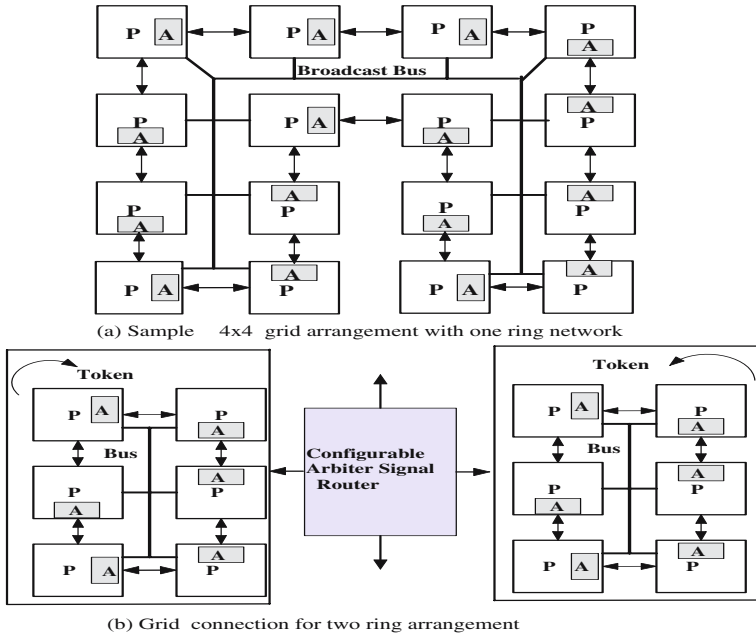 P A P A P A P A
Broadcast Bus
P A P A P A A P
P A A P P A A P
P A A P P A A P
(a) Sample 4x4 grid arrangement with one ring network
Token
Token
P A P A
Bus
P A A P
P A A P
Configurable
Arbiter Signal
Router
P A P A
Bus
P A A P
P A A P
(b) Grid connection for two ring arrangement